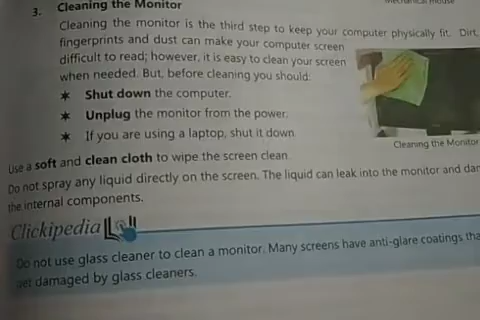 Mechanical mouse
3. Cleaning the Monitor
Cleaning the monitor is the third step to keep your computer physically fit. Dirt,
fingerprints and dust can make your computer screen
difficult to read; however, it is easy to clean your screen
when needed. But, before cleaning you should:
✶ Shut down the computer.
✶ Unplug the monitor from the power.
✶ If you are using a laptop, shut it down
Cleaning the Monitor
Use a soft and clean cloth to wipe the screen clean.
Do not spray any liquid directly on the screen. The liquid can leak into the monitor and dam
the internal components.
Clickipedia
Do not use glass cleaner to clean a monitor. Many screens have anti-glare coatings tha
get damaged by glass cleaners.